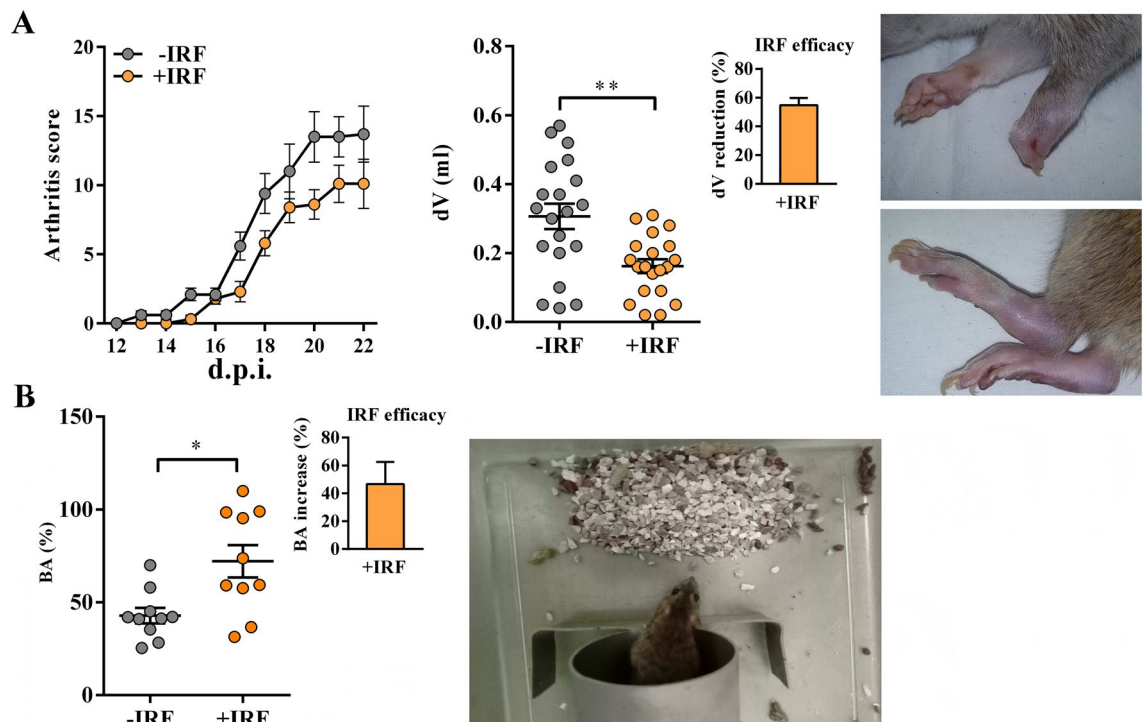 A
20
15
10
5
0
Arthritis score
-IRF
+IRF
12 14 16 18 20 22
d.p.i.
0.8
0.6
0.4
0.2
0.0
dV (ml)
**
-IRF +IRF
IRF efficacy
80
60
40
20
0
dV reduction (%)
+IRF
B
150
100
50
0
BA (%)
*
-IRF +IRF
IRF efficacy
80
60
40
20
0
BA increase (%)
+IRF